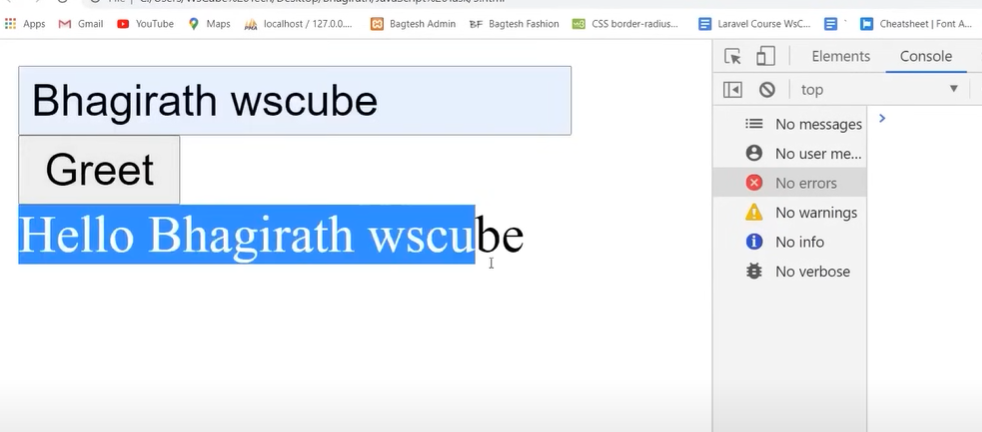 Apps Gmail YouTube Maps localhost / 127.0.0.... Bagtesh Admin BF Bagtesh Fashion CSS border-radius... Laravel Course WsC... Cheatsheet | Font A...
Elements Console
top
Bhagirath wscube
Greet
Hello Bhagirath wscube
No messages
No user me...
No errors
No warnings
No info
No verbose